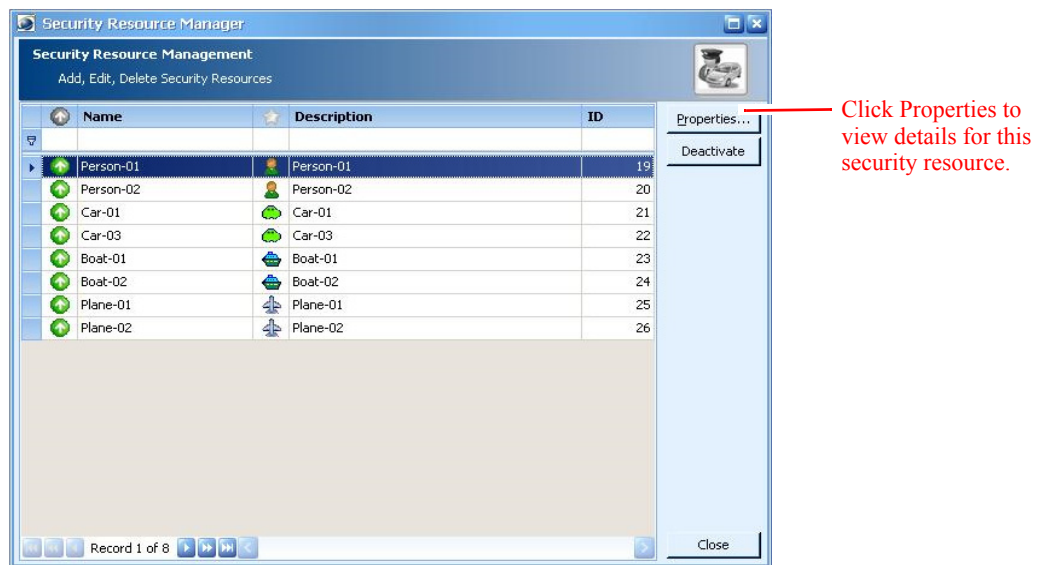 Security Resource Manager
Security Resource Management
Add, Edit, Delete Security Resources
Name Description ID
Person-01 Person-01 19
Person-02 Person-02 20
Car-01 Car-01 21
Car-03 Car-03 22
Boat-01 Boat-01 23
Boat-02 Boat-02 24
Plane-01 Plane-01 25
Plane-02 Plane-02 26
Record 1 of 8
Properties...
Deactivate
Close
Click Properties to
view details for this
security resource.